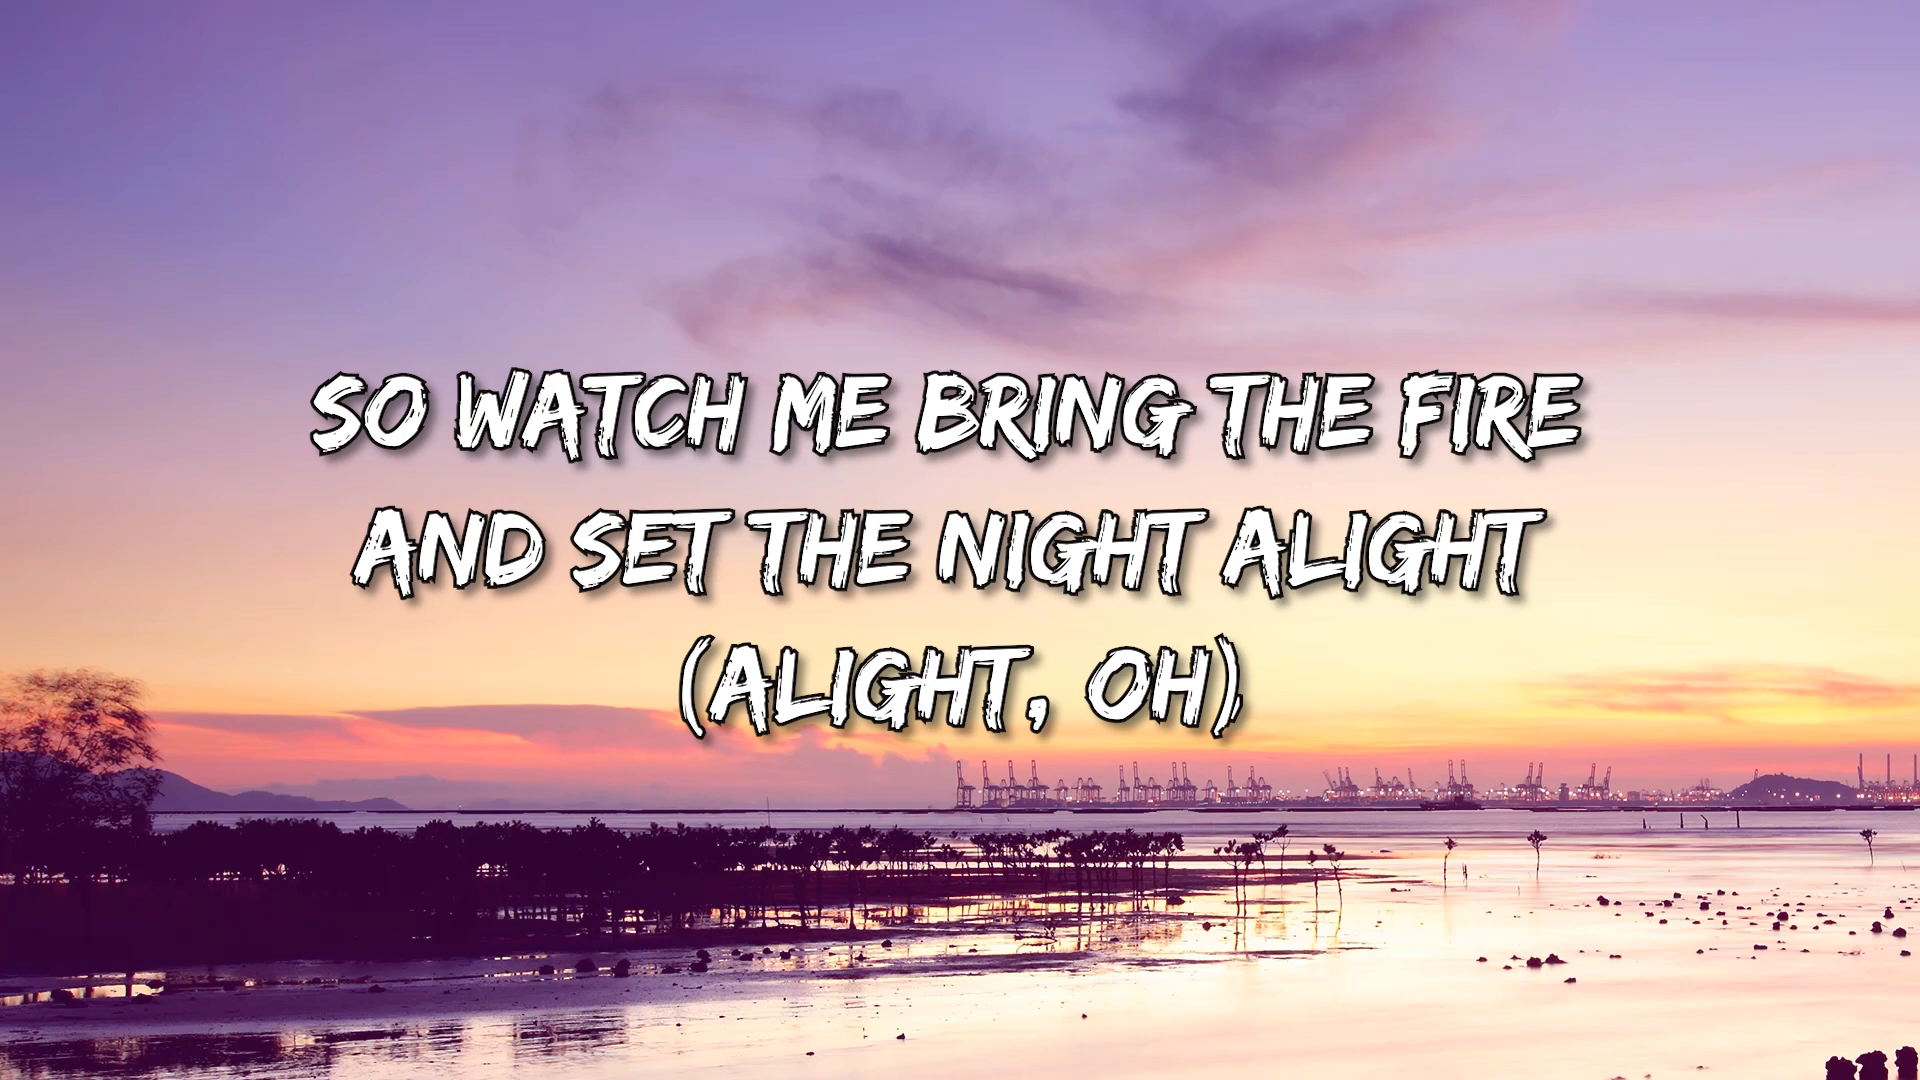 SO WATCH ME BRING THE FIRE
AND SET THE NIGHT ALIGHT
(ALIGHT, OH)